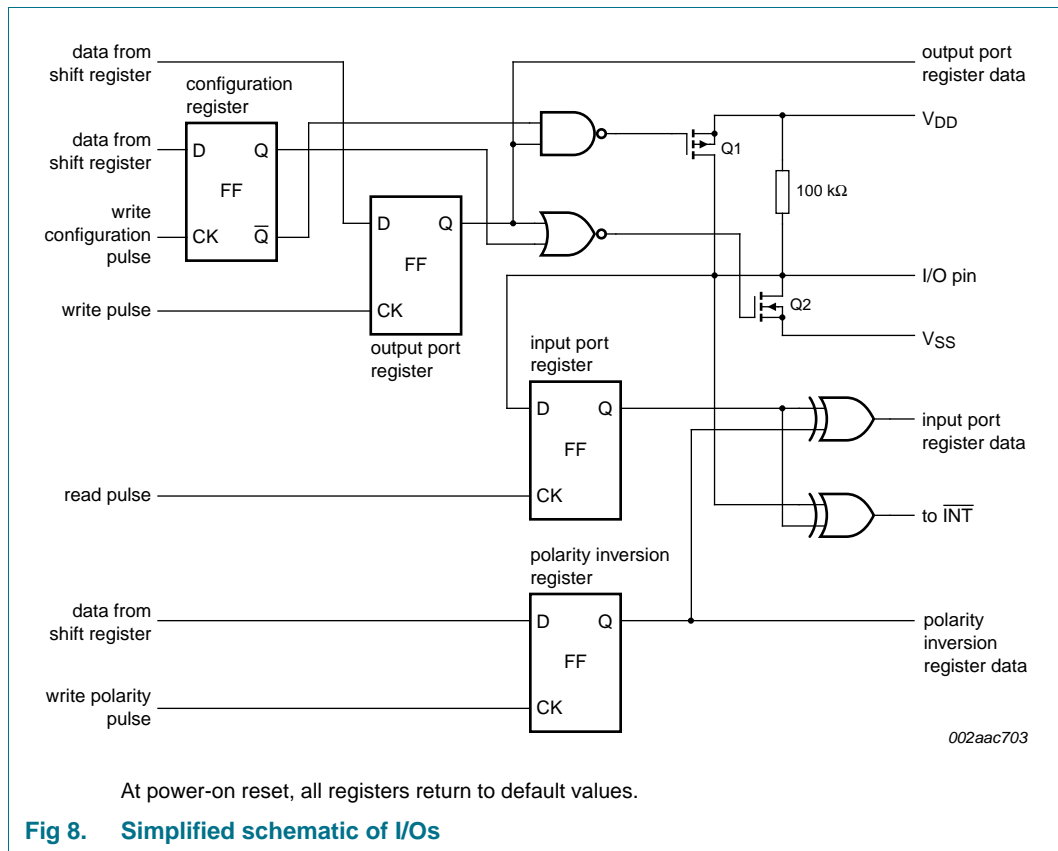 data from
shift register
configuration
register
data from
shift register
D
Q
FF
write
configuration
pulse
CK
Q̅
D
Q
FF
write pulse
CK
output port
register
output port
register data
VDD
Q1
100 kΩ
I/O pin
Q2
VSS
input port
register
D
Q
FF
read pulse
CK
input port
register data
to I̅N̅T̅
polarity inversion
register
data from
shift register
D
Q
FF
write polarity
pulse
CK
polarity
inversion
register data
002aac703
At power-on reset, all registers return to default values.
Fig 8. Simplified schematic of I/Os